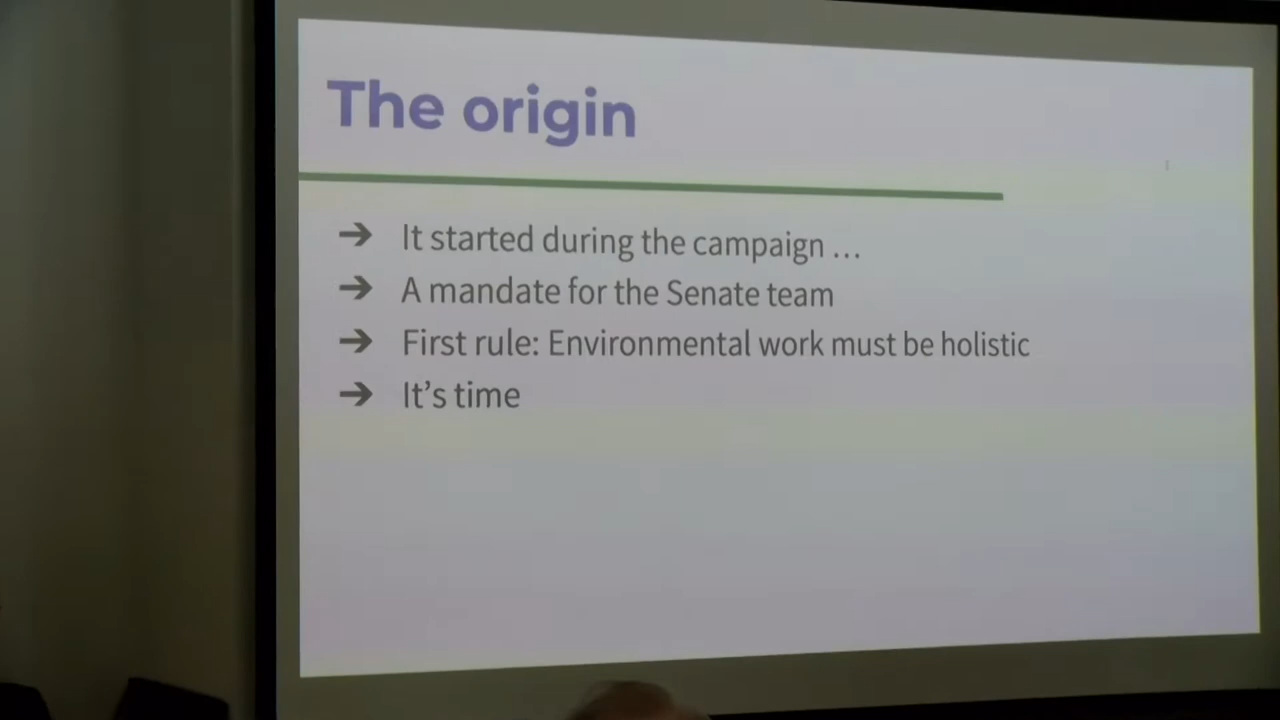 The origin
➔ It started during the campaign ...
➔ A mandate for the Senate team
➔ First rule: Environmental work must be holistic
➔ It's time